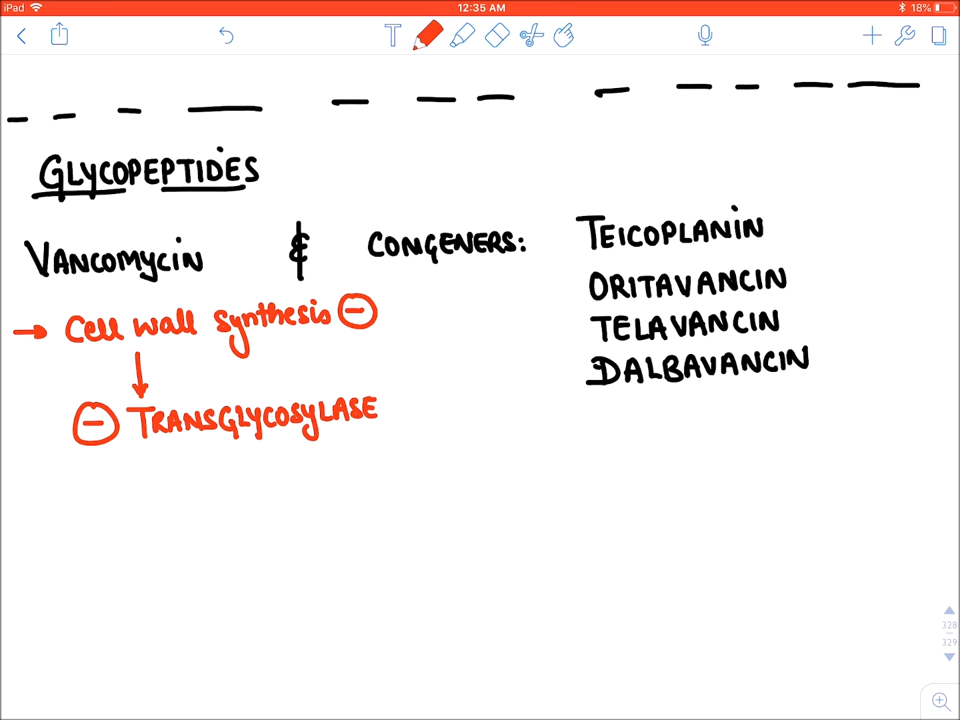 iPad 12:35 AM 18%
T
GLYCOPEPTIDES
VANCOMYCIN & CONGENERS: TEICOPLANIN
ORITAVANCIN
TELAVANCIN
DALBAVANCIN
→ Cell wall synthesis ⊖
↓
⊖ TRANSGLYCOSYLASE
328
329